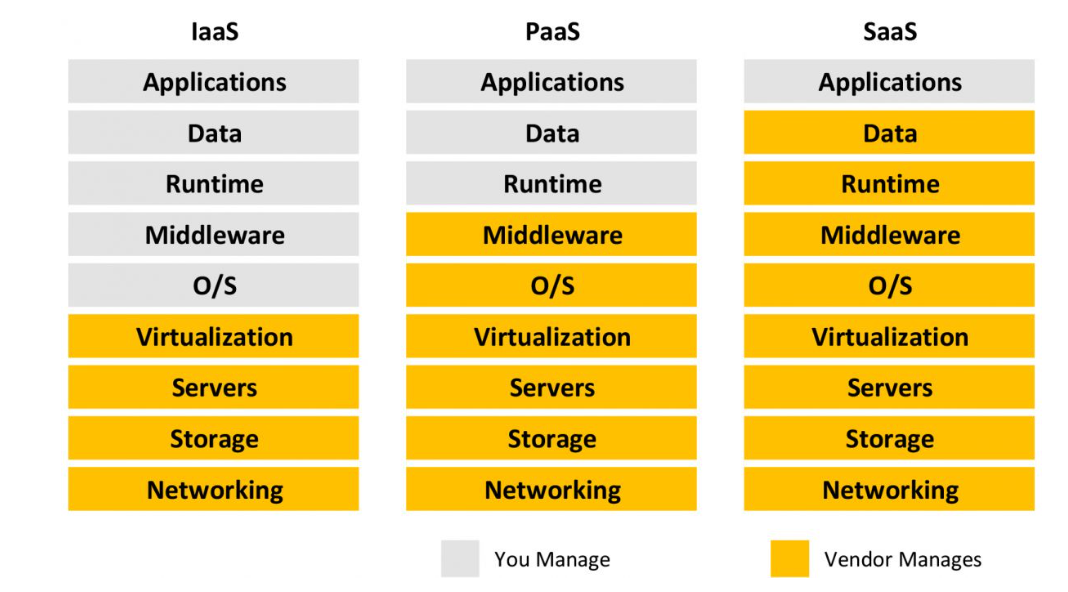 IaaS
Applications
Data
Runtime
Middleware
O/S
Virtualization
Servers
Storage
Networking
PaaS
Applications
Data
Runtime
Middleware
O/S
Virtualization
Servers
Storage
Networking
SaaS
Applications
Data
Runtime
Middleware
O/S
Virtualization
Servers
Storage
Networking
You Manage
Vendor Manages